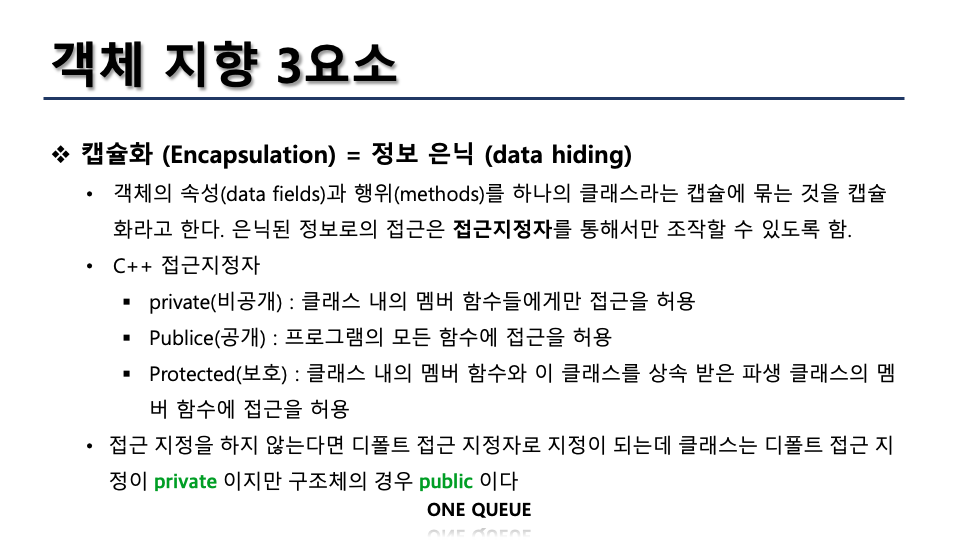 객체 지향 3요소
❖ 캡슐화 (Encapsulation) = 정보 은닉 (data hiding)
• 객체의 속성(data fields)과 행위(methods)를 하나의 클래스라는 캡슐에 묶는 것을 캡슐
화라고 한다. 은닉된 정보로의 접근은 접근지정자를 통해서만 조작할 수 있도록 함.
• C++ 접근지정자
▪ private(비공개) : 클래스 내의 멤버 함수들에게만 접근을 허용
▪ Publice(공개) : 프로그램의 모든 함수에 접근을 허용
▪ Protected(보호) : 클래스 내의 멤버 함수와 이 클래스를 상속 받은 파생 클래스의 멤
버 함수에 접근을 허용
• 접근 지정을 하지 않는다면 디폴트 접근 지정자로 지정이 되는데 클래스는 디폴트 접근 지
정이 private 이지만 구조체의 경우 public 이다
ONE QUEUE